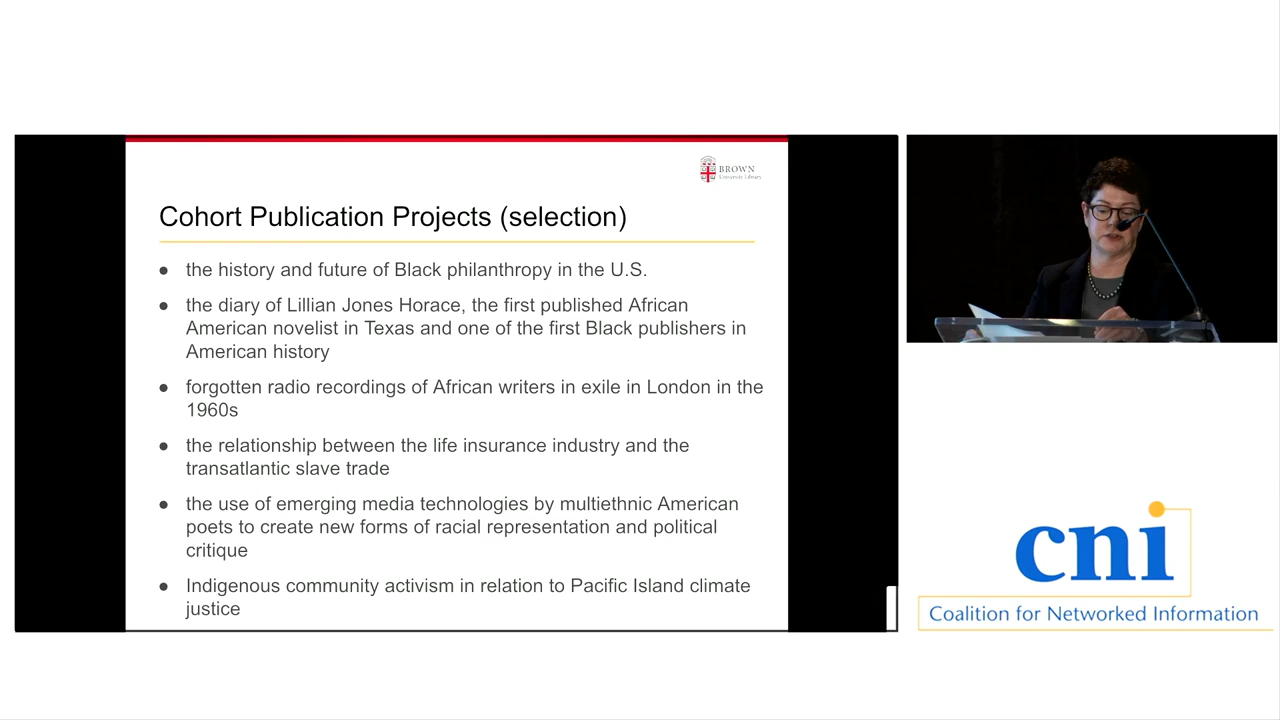 BROWN
University Library
Cohort Publication Projects (selection)
● the history and future of Black philanthropy in the U.S.
● the diary of Lillian Jones Horace, the first published African
American novelist in Texas and one of the first Black publishers in
American history
● forgotten radio recordings of African writers in exile in London in the
1960s
● the relationship between the life insurance industry and the
transatlantic slave trade
● the use of emerging media technologies by multiethnic American
poets to create new forms of racial representation and political
critique
● Indigenous community activism in relation to Pacific Island climate
justice
cni
Coalition for Networked Information